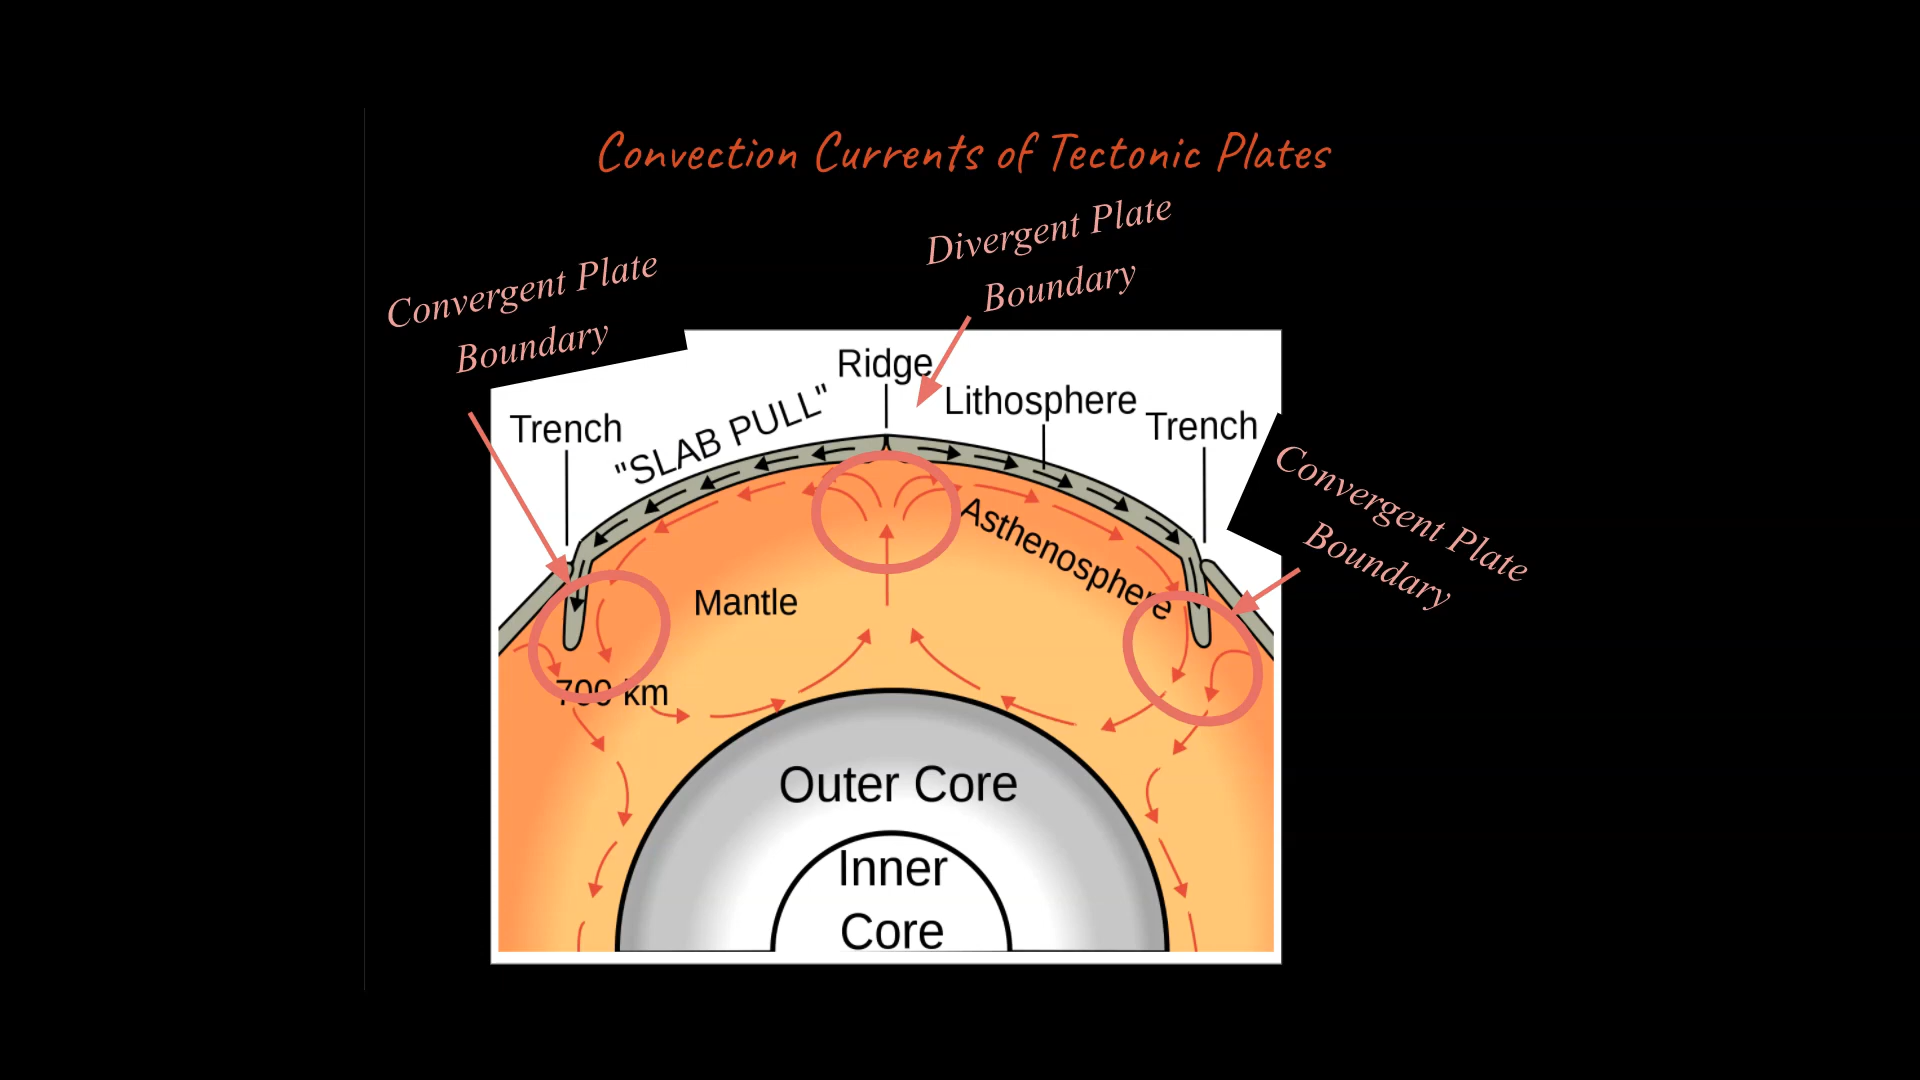 Convection Currents of Tectonic Plates
Divergent Plate
Boundary
Convergent Plate
Boundary
Ridge
Lithosphere
Trench
"SLAB PULL"
Trench
Convergent Plate
Boundary
Asthenosphere
Mantle
700 km
Outer Core
Inner
Core